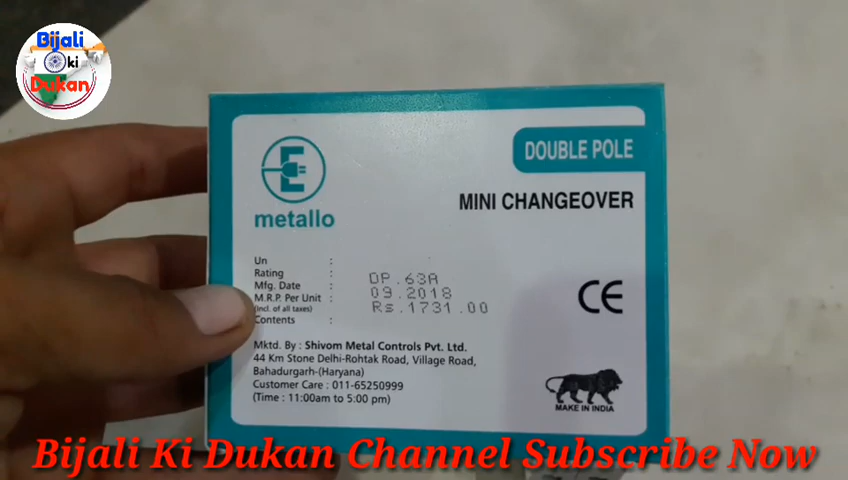 Bijali
ki
Dukan
DOUBLE POLE
MINI CHANGEOVER
E
metallo
Un :
Rating : DP.63A
Mfg. Date : 09.2018
M.R.P. Per Unit : Rs.1731.00
(incl. of all taxes)
Contents :
CE
Mktd. By : Shivom Metal Controls Pvt. Ltd.
44 Km Stone Delhi-Rohtak Road, Village Road,
Bahadurgarh-(Haryana)
Customer Care : 011-65250999
(Time : 11:00am to 5:00 pm)
MAKE IN INDIA
Bijali Ki Dukan Channel Subscribe Now